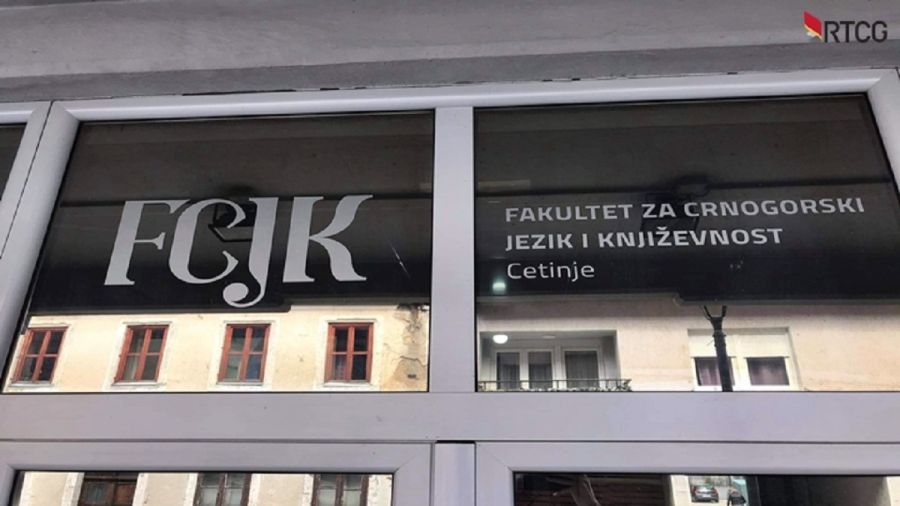 RTCG
FCJK
FAKULTET ZA CRNOGORSKI
JEZIK I KNJIŽEVNOST
Cetinje